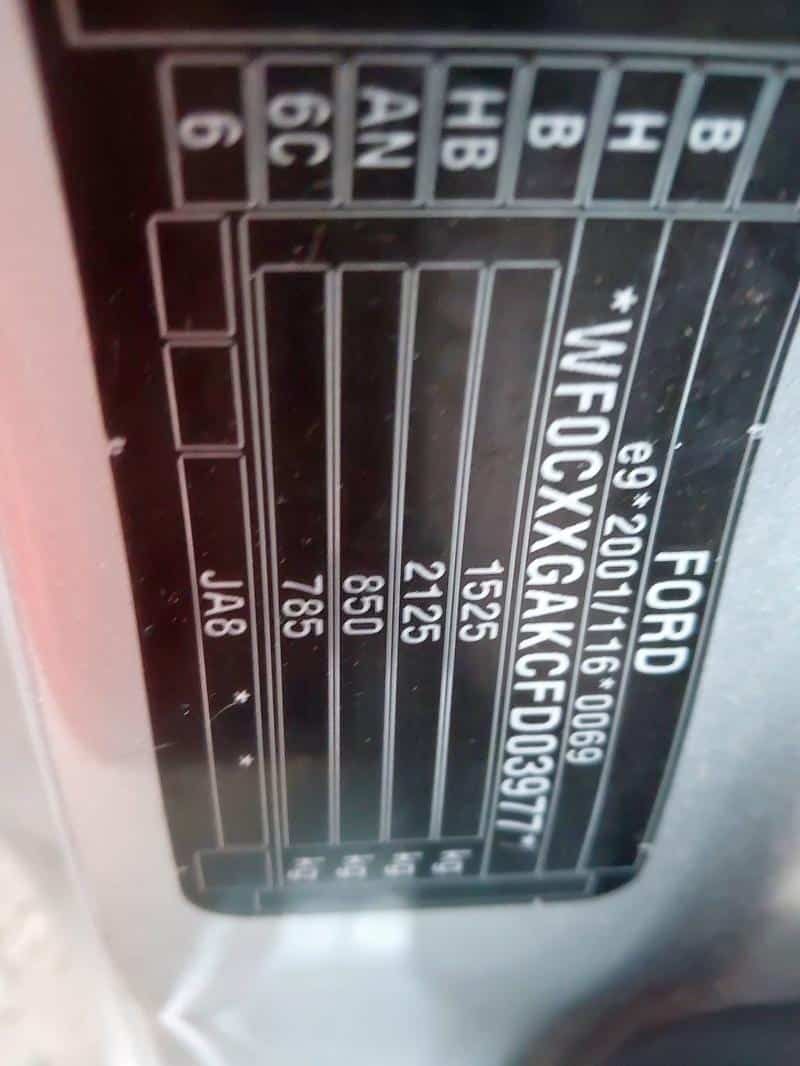 B
H
B
HB
AN
6C
6
FORD
e9*2001/116*0069
*WF0CXXGAKCFD03977*
1525 kg
2125 kg
850 kg
785 kg
JA8 * *